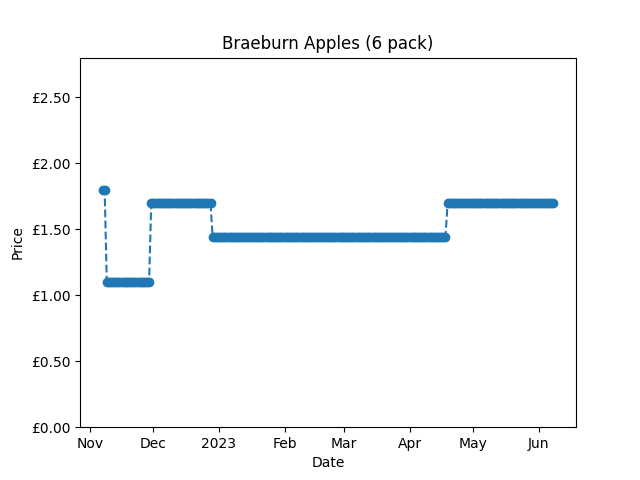 Braeburn Apples (6 pack)
£2.50
£2.00
£1.50
£1.00
£0.50
£0.00
Price
Nov Dec 2023 Feb Mar Apr May Jun
Date